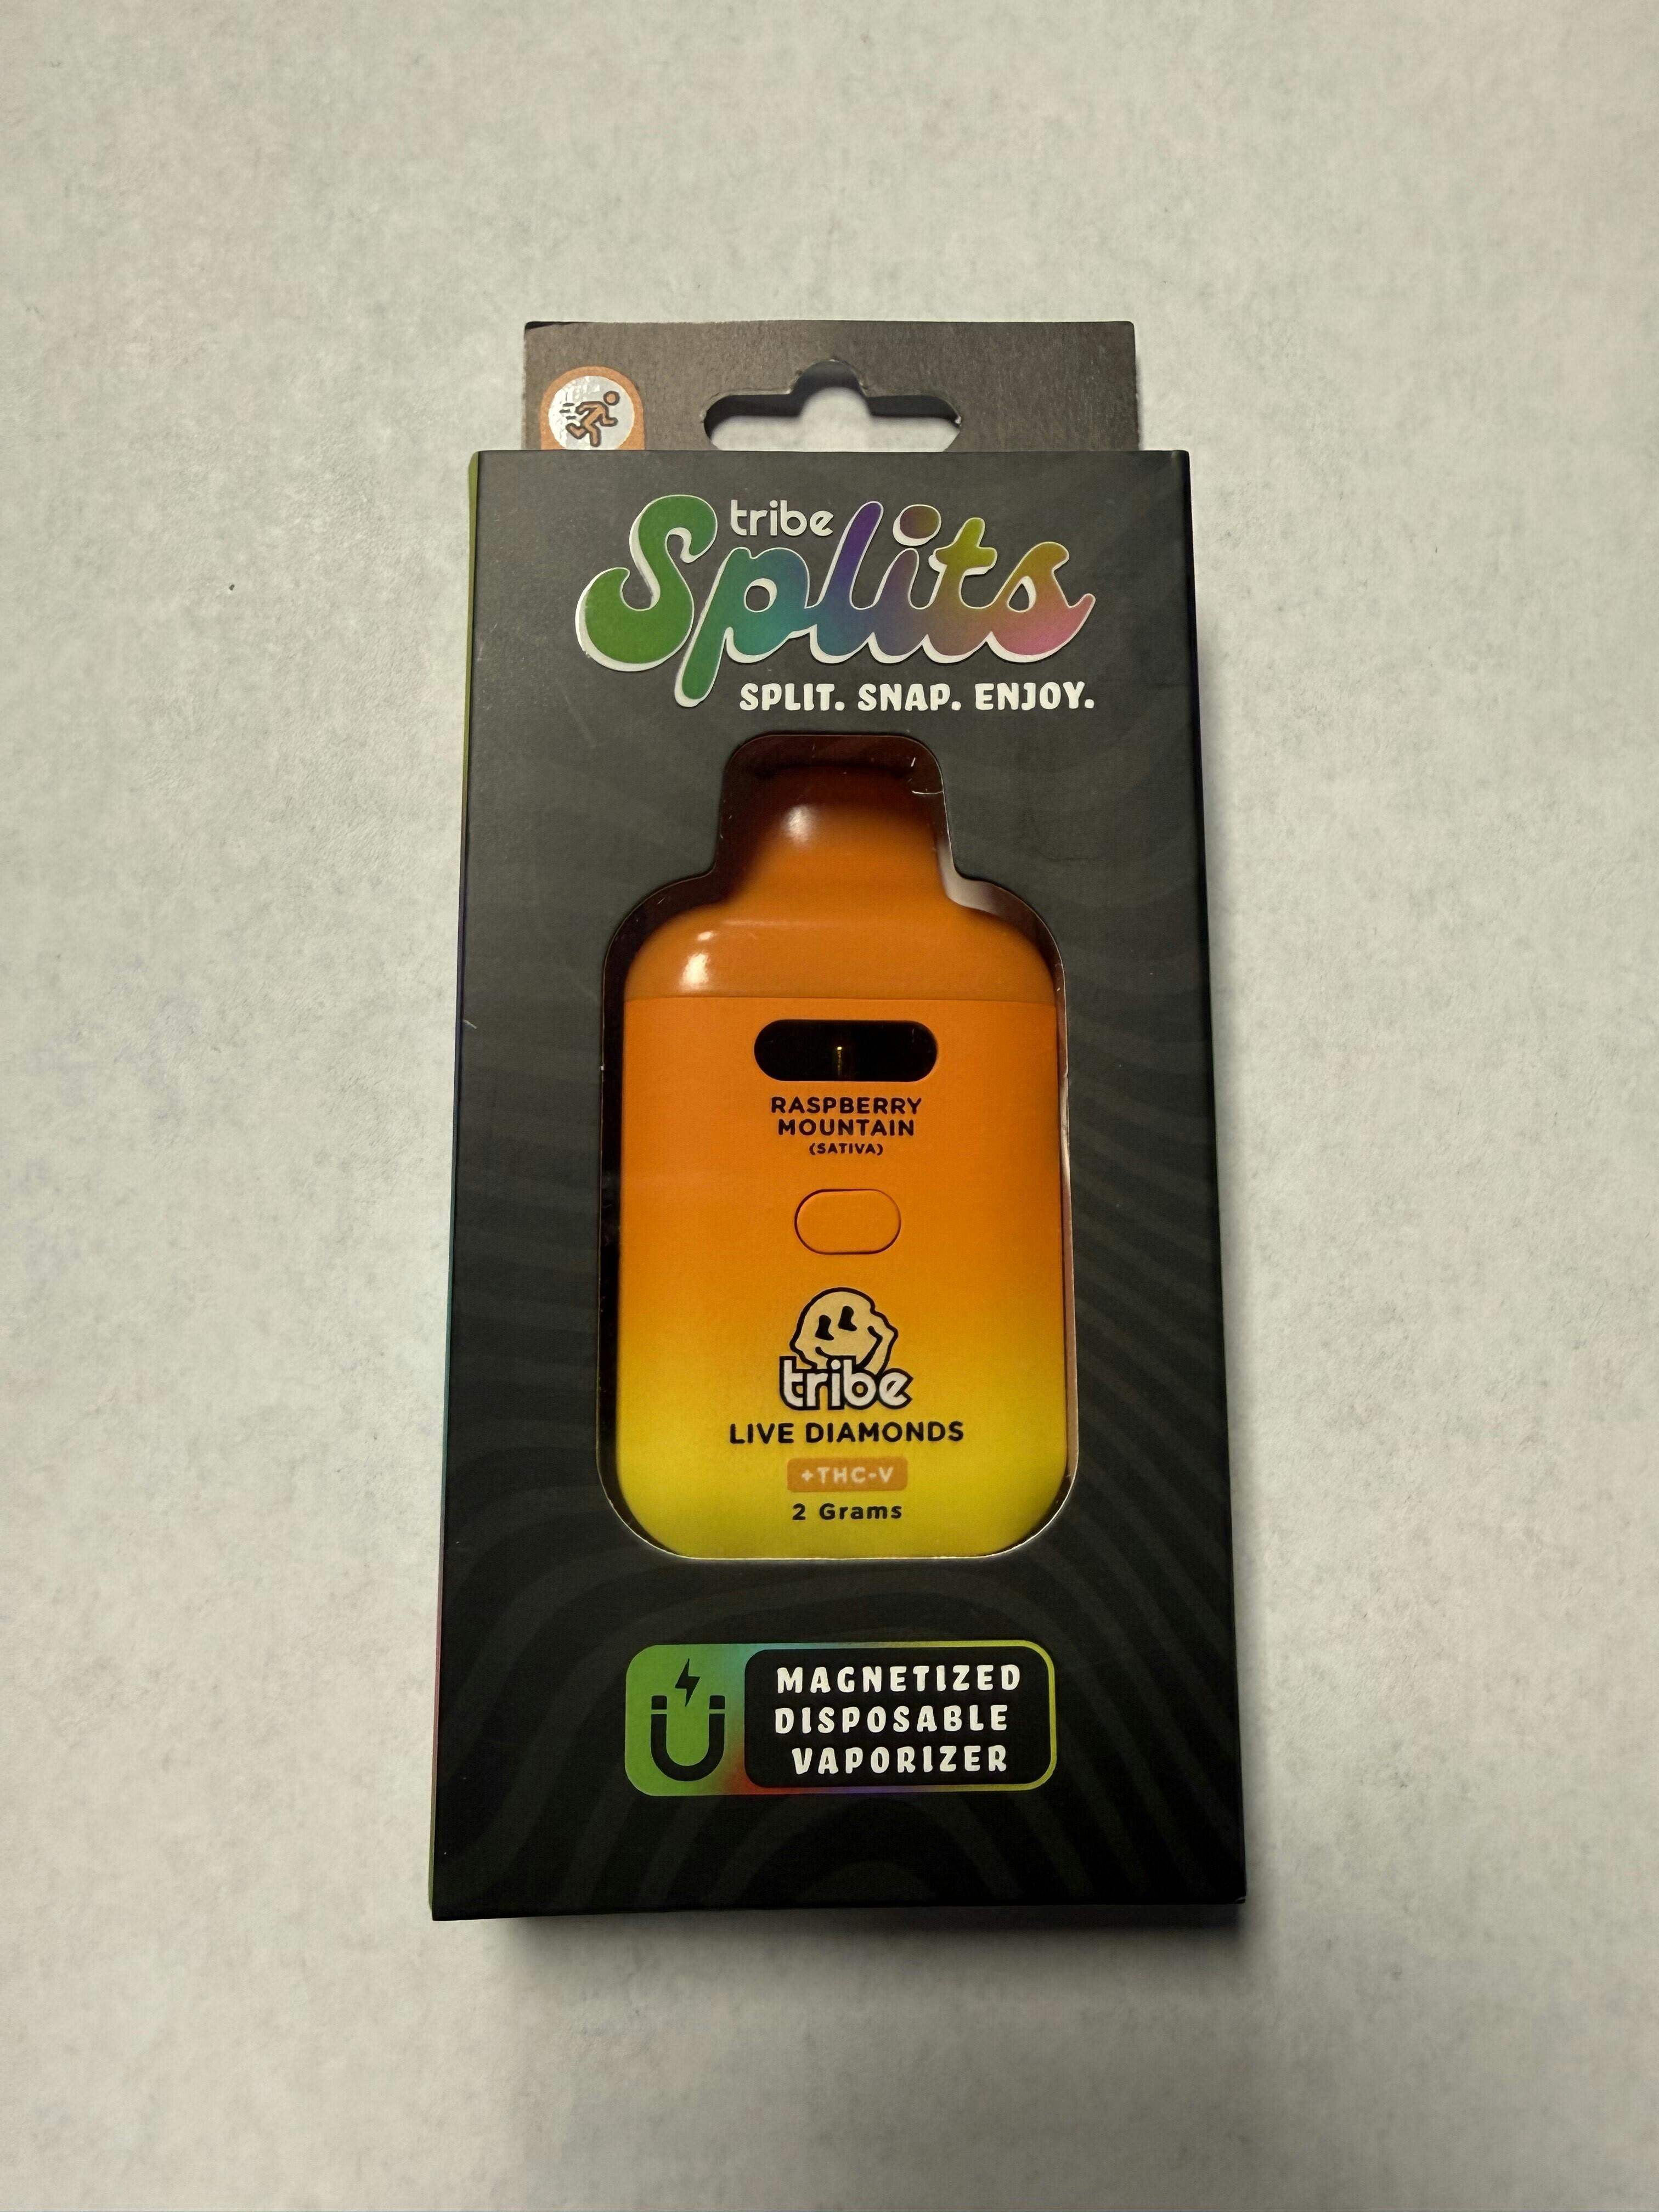 tribe
Splits
SPLIT. SNAP. ENJOY.
RASPBERRY
MOUNTAIN
(SATIVA)
tribe
LIVE DIAMONDS
+THC-V
2 Grams
MAGNETIZED
DISPOSABLE
VAPORIZER